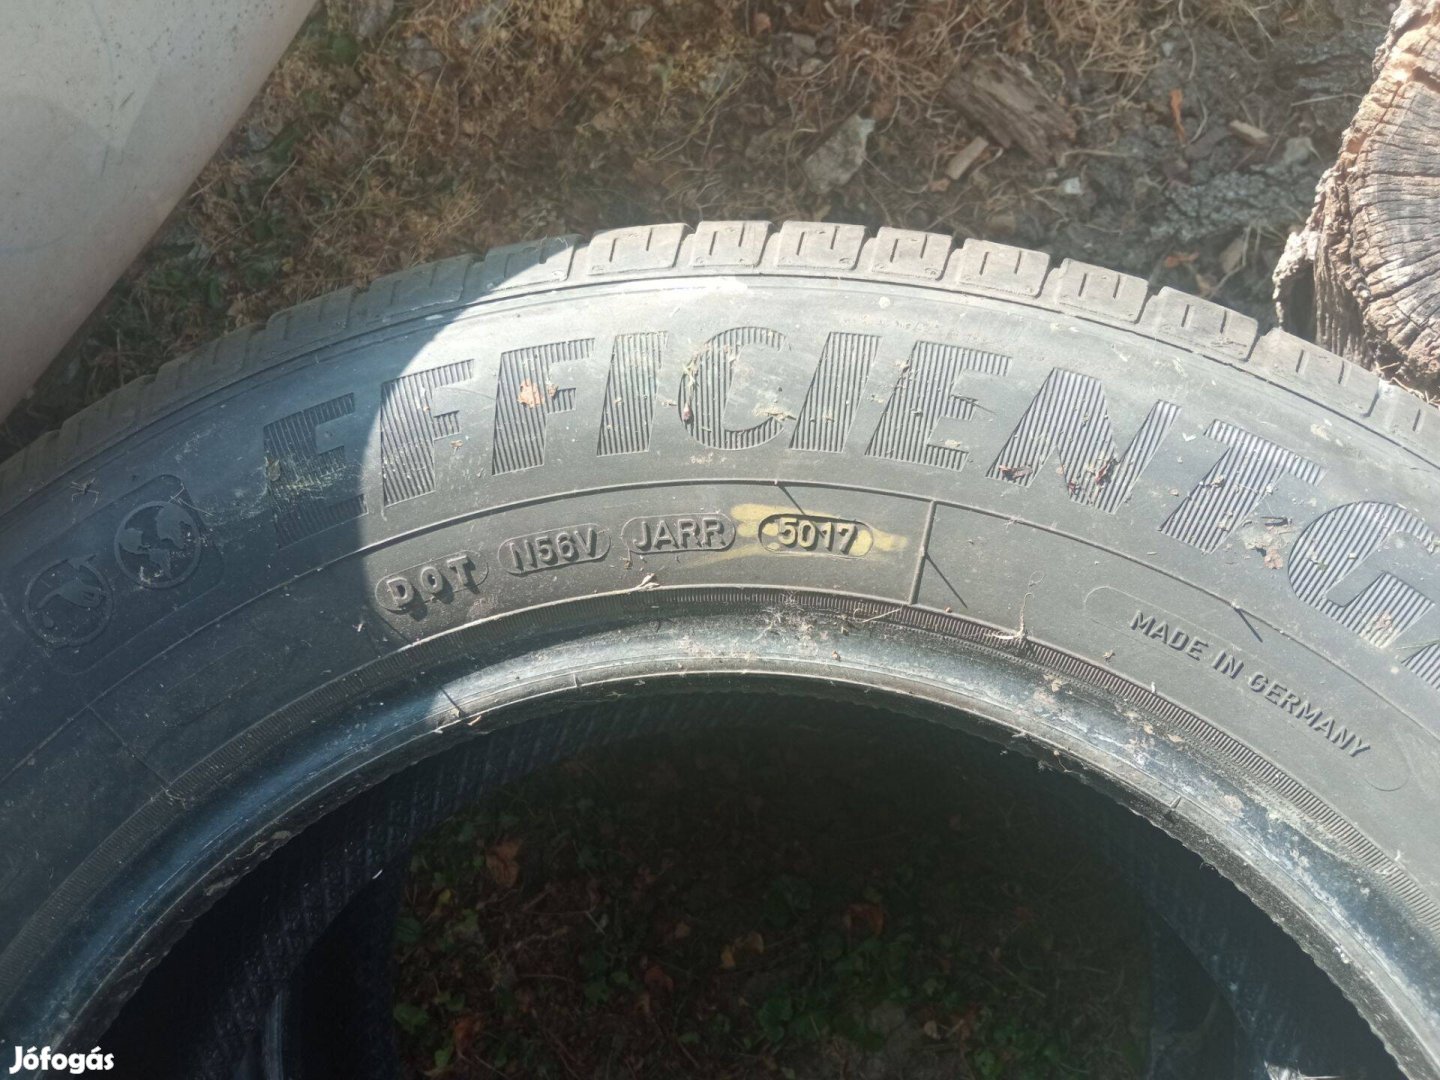 EFFICIENTG
DOT N56V JARR 5017
MADE IN GERMANY
Jófogás